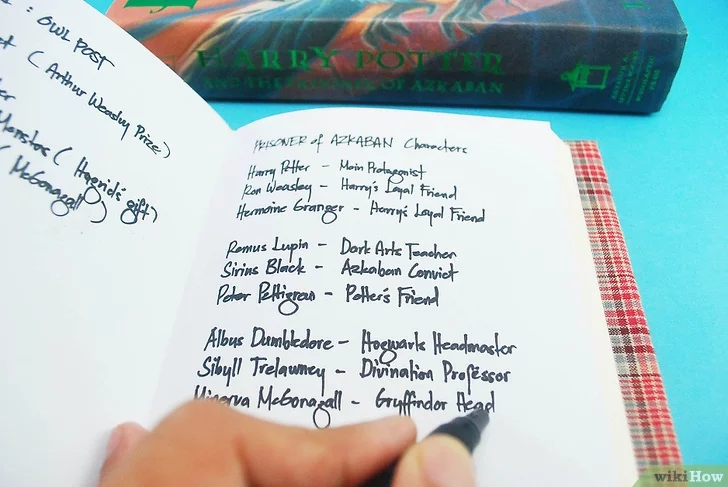 : OWL POST
( Arthur Weasley Prize)
( Hagrid's gift)
( McGonagall )
HARRY POTTER
AND THE PRISONER OF AZKABAN
PRISONER of AZKABAN Characters
Harry Potter – Main Protagonist
Ron Weasley – Harry's Loyal Friend
Hermoine Granger – Harry's Loyal Friend
Remus Lupin – Dark Arts Teacher
Sirius Black – Azkaban Convict
Peter Pettigrew – Potter's Friend
Albus Dumbledore – Hogwarts Headmaster
Sibyll Trelawney – Divination Professor
Minerva McGonagall – Gryffindor Head
wikiHow